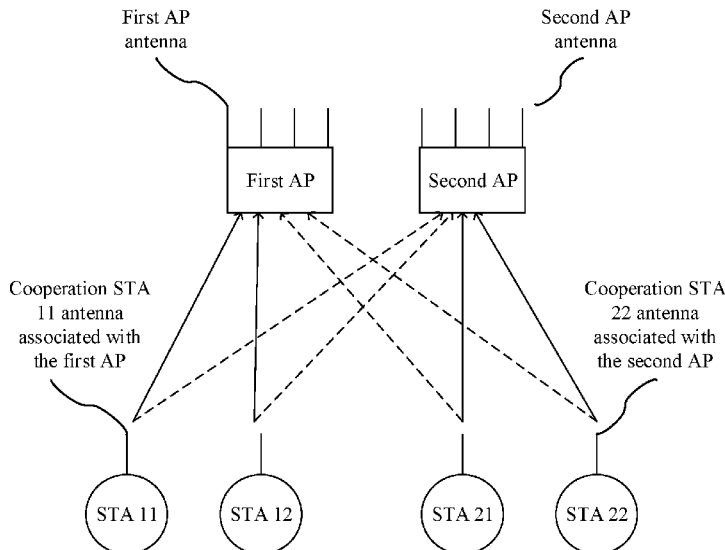 First AP
antenna
Second AP
antenna
First AP
Second AP
Cooperation STA
11 antenna
associated with
the first AP
Cooperation STA
22 antenna
associated with
the second AP
STA 11
STA 12
STA 21
STA 22